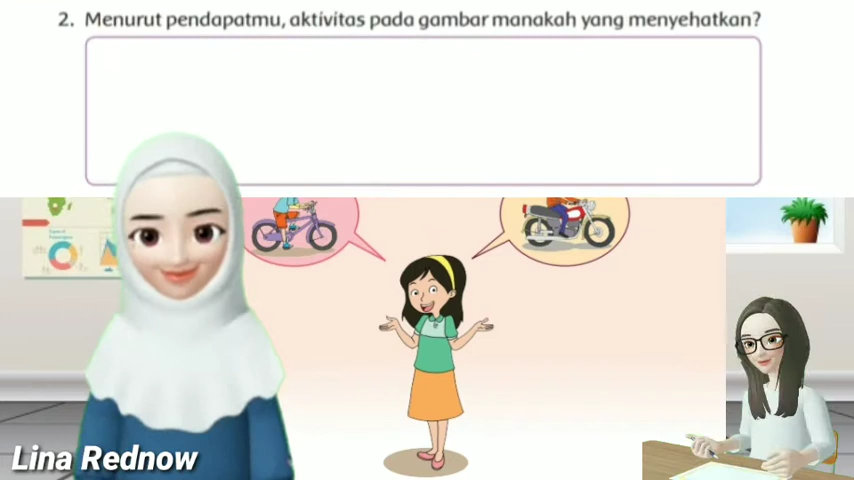 2. Menurut pendapatmu, aktivitas pada gambar manakah yang menyehatkan?
Lina Rednow